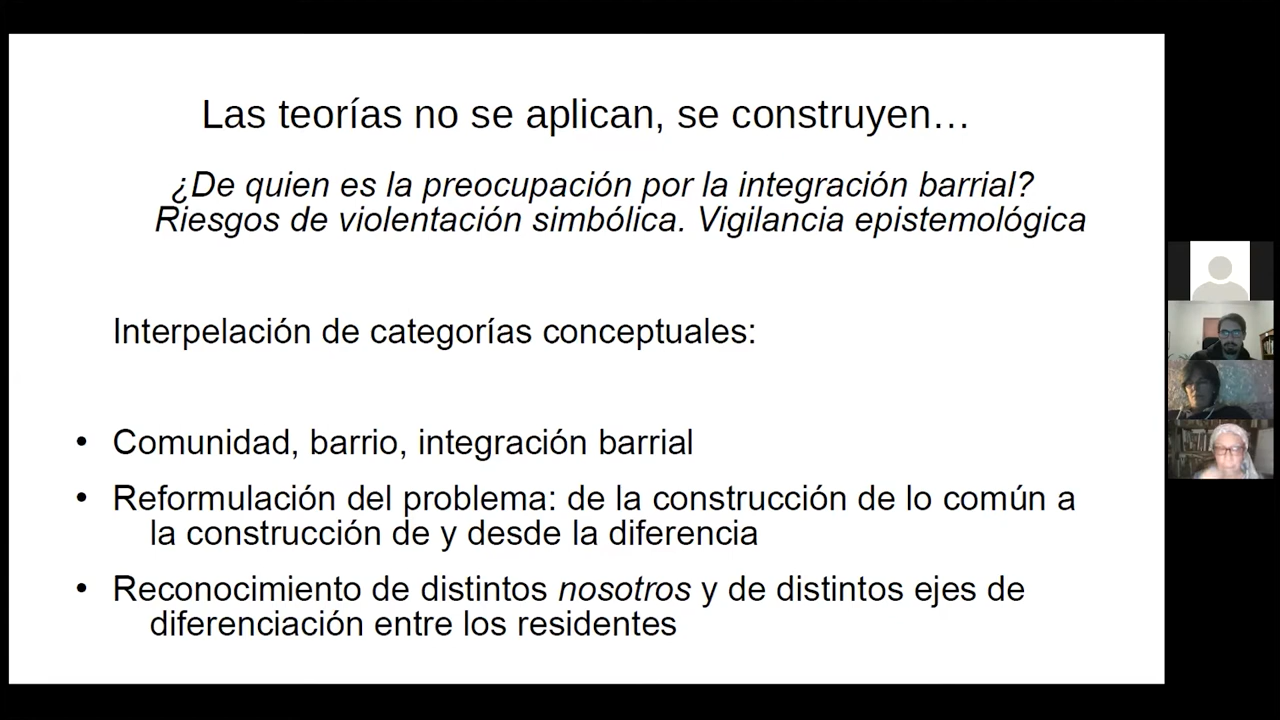 Las teorías no se aplican, se construyen…
¿De quien es la preocupación por la integración barrial?
Riesgos de violentación simbólica. Vigilancia epistemológica
Interpelación de categorías conceptuales:
• Comunidad, barrio, integración barrial
• Reformulación del problema: de la construcción de lo común a
la construcción de y desde la diferencia
• Reconocimiento de distintos nosotros y de distintos ejes de
diferenciación entre los residentes